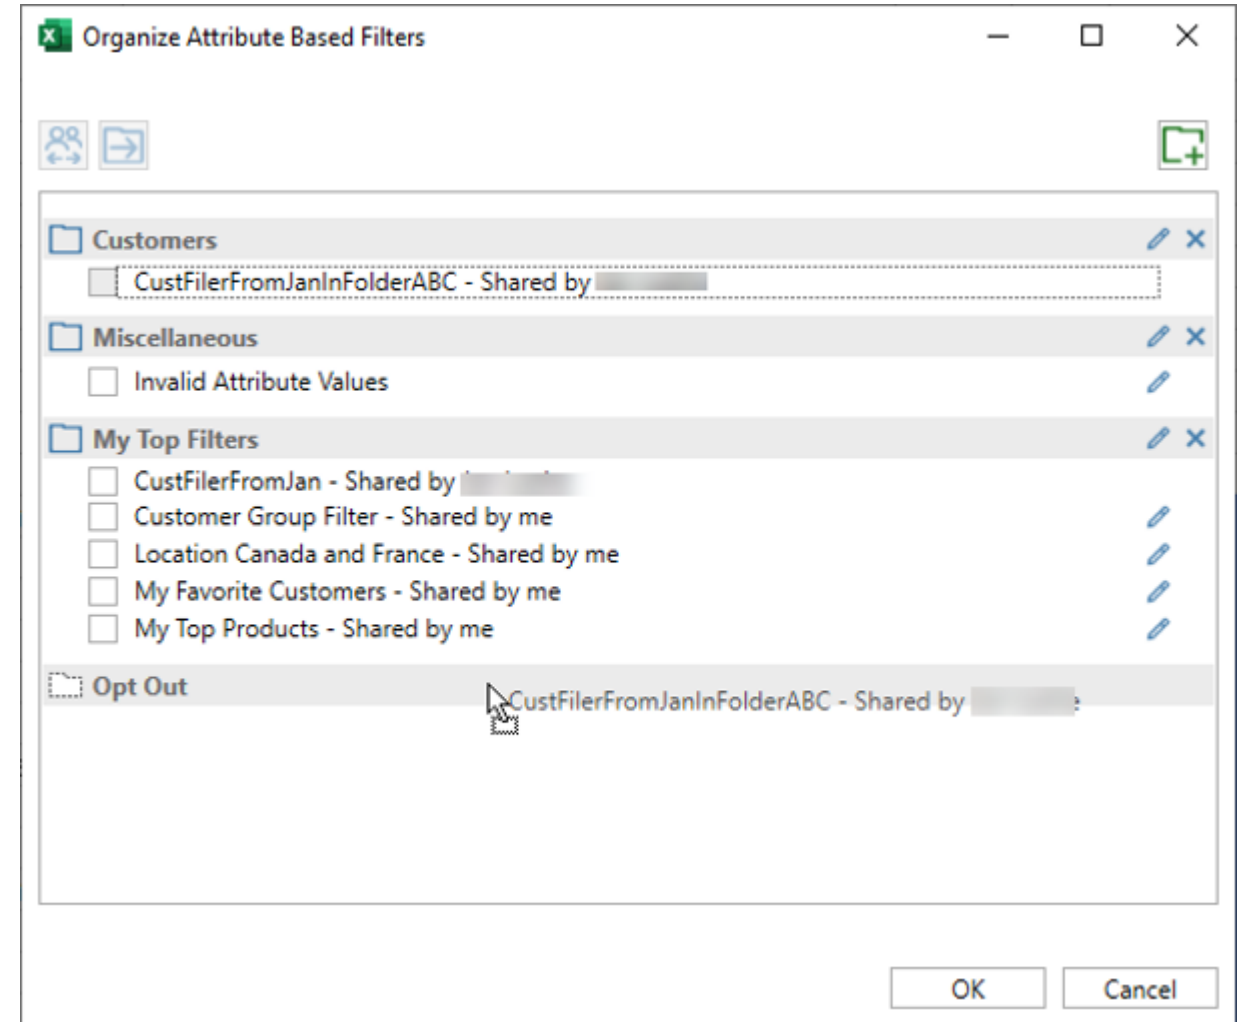 Organize Attribute Based Filters
Customers
CustFilerFromJanInFolderABC - Shared by
Miscellaneous
Invalid Attribute Values
My Top Filters
CustFilerFromJan - Shared by
Customer Group Filter - Shared by me
Location Canada and France - Shared by me
My Favorite Customers - Shared by me
My Top Products - Shared by me
Opt Out
CustFilerFromJanInFolderABC - Shared by
OK Cancel